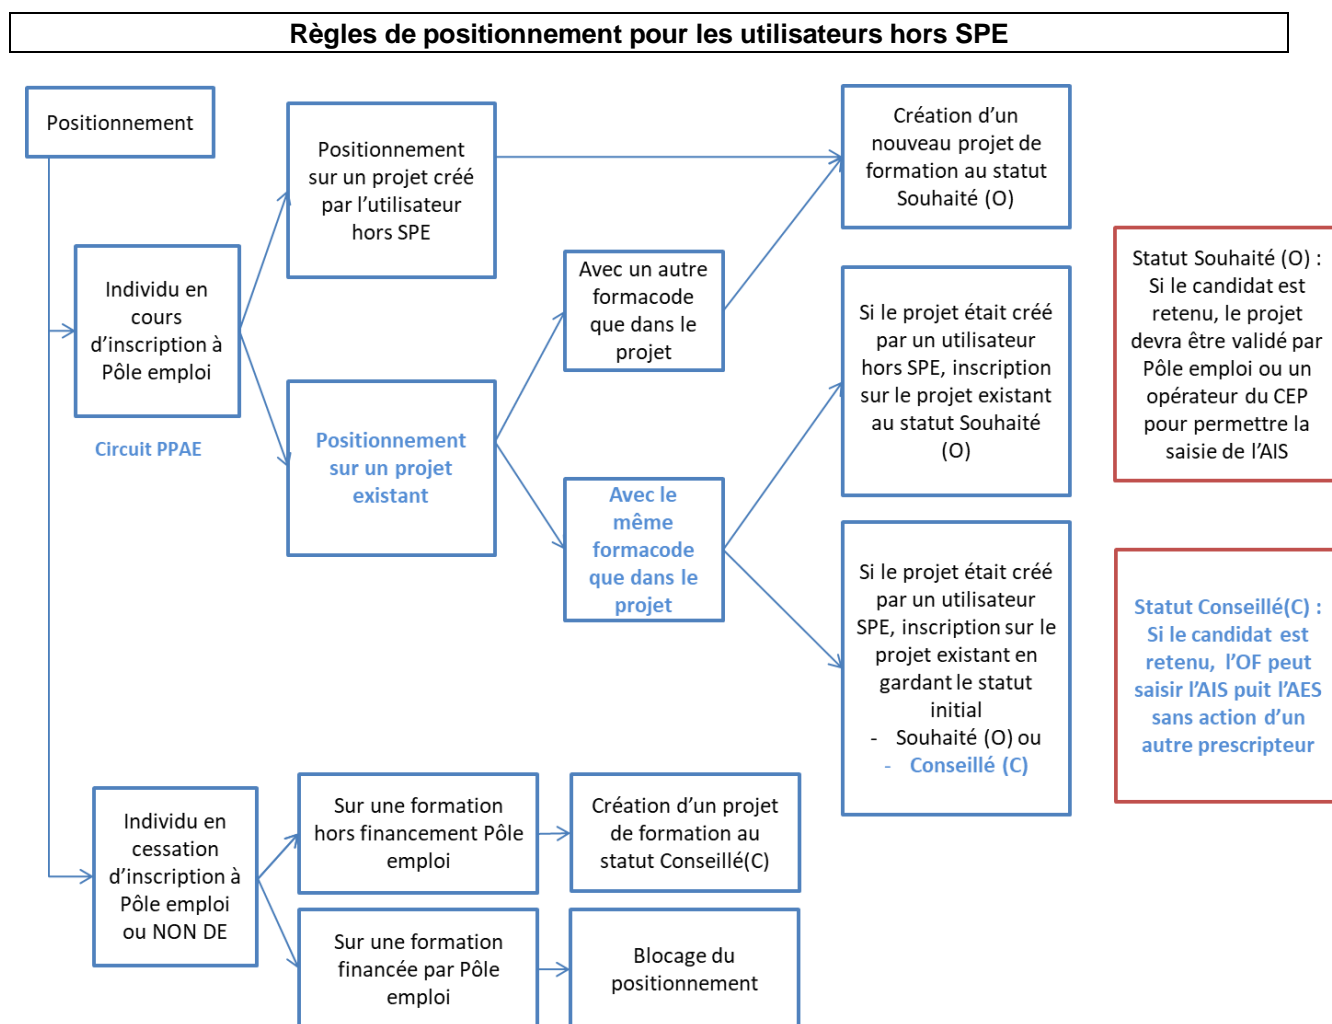 Règles de positionnement pour les utilisateurs hors SPE
Positionnement
Individu en
cours
d’inscription à
Pôle emploi
Circuit PPAE
Positionnement
sur un projet créé
par l’utilisateur
hors SPE
Positionnement
sur un projet
existant
Avec un autre
formacode
que dans le
projet
Avec le
même
formacode
que dans le
projet
Création d’un
nouveau projet de
formation au statut
Souhaité (O)
Si le projet était créé
par un utilisateur
hors SPE, inscription
sur le projet existant
au statut Souhaité
(O)
Si le projet était créé
par un utilisateur
SPE, inscription sur le
projet existant en
gardant le statut
initial
- Souhaité (O) ou
- Conseillé (C)
Statut Souhaité (O) :
Si le candidat est
retenu, le projet
devra être validé par
Pôle emploi ou un
opérateur du CEP
pour permettre la
saisie de l’AIS
Statut Conseillé(C) :
Si le candidat est
retenu, l’OF peut
saisir l’AIS puit l’AES
sans action d’un
autre prescripteur
Individu en
cessation
d’inscription à
Pôle emploi
ou NON DE
Sur une formation
hors financement Pôle
emploi
Création d’un projet
de formation au
statut Conseillé(C)
Sur une formation
financée par Pôle
emploi
Blocage du
positionnement